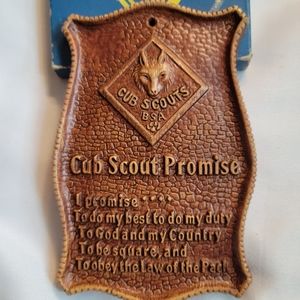 CUB SCOUTS
BSA
Cub Scout Promise
I promise ****
To do my best to do my duty
To God and my Country
To be square, and
To obey the law of the Pack